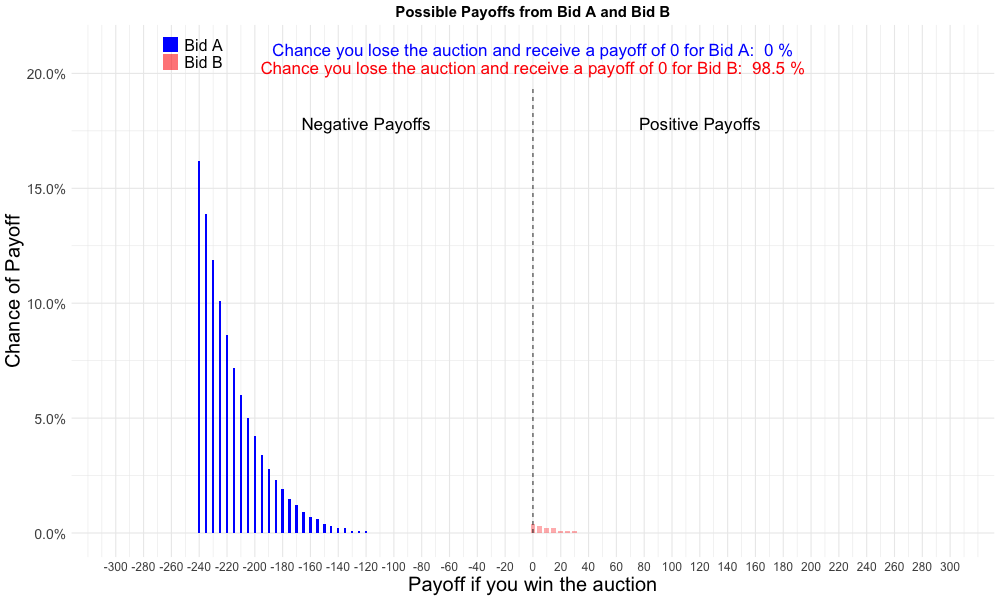 Possible Payoffs from Bid A and Bid B
Bid A
Bid B
Chance you lose the auction and receive a payoff of 0 for Bid A:  0 %
Chance you lose the auction and receive a payoff of 0 for Bid B:  98.5 %
Negative Payoffs
Positive Payoffs
Chance of Payoff
20.0%
15.0%
10.0%
5.0%
0.0%
-300 -280 -260 -240 -220 -200 -180 -160 -140 -120 -100 -80 -60 -40 -20 0 20 40 60 80 100 120 140 160 180 200 220 240 260 280 300
Payoff if you win the auction